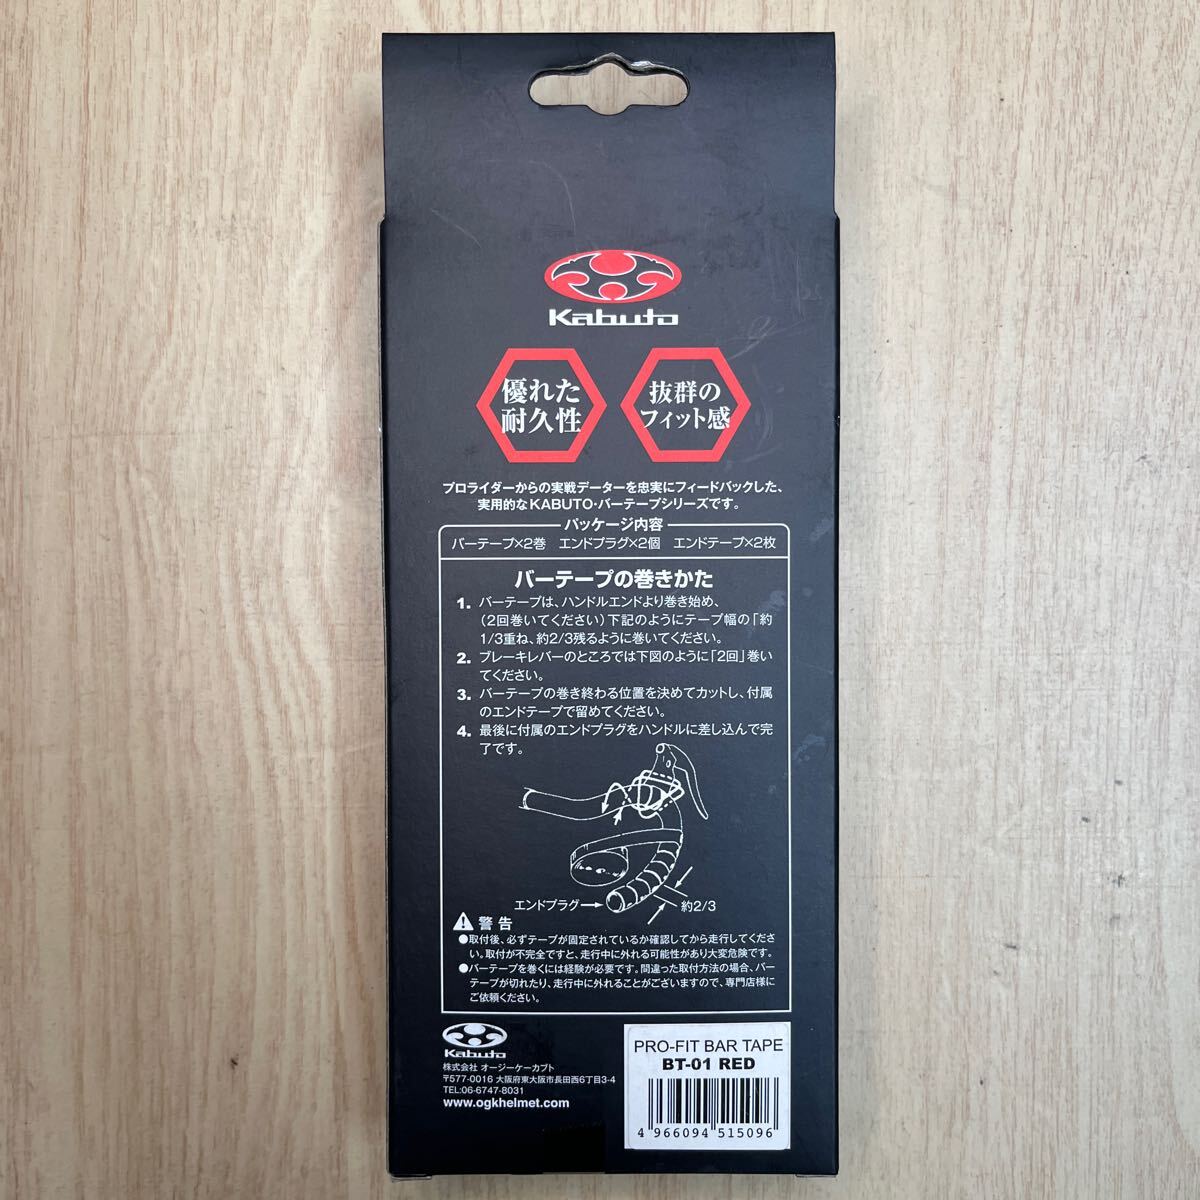 Kabuto
優れた
耐久性
抜群の
フィット感
プロライダーからの実戦データーを忠実にフィードバックした、
実用的なKABUTO・バーテープシリーズです。
パッケージ内容
バーテープ×2巻 エンドプラグ×2個 エンドテープ×2枚
バーテープの巻きかた
1. バーテープは、ハンドルエンドより巻き始め、
(2回巻いてください)下記のようにテープ幅の「約
1/3重ね、約2/3残るように巻いてください。
2. ブレーキレバーのところでは下図のように「2回」巻い
てください。
3. バーテープの巻き終わる位置を決めてカットし、付属
のエンドテープで留めてください。
4. 最後に付属のエンドプラグをハンドルに差し込んで完
了です。
エンドプラグ
約2/3
警告
●取付後、必ずテープが固定されているか確認してから走行してくださ
い。取付が不完全ですと、走行中に外れる可能性があり大変危険です。
●バーテープを巻くには経験が必要です。間違った取付方法の場合、バー
テープが切れたり、走行中に外れることがございますので、専門店様に
ご依頼ください。
Kabuto
株式会社 オージーケーカブト
〒577-0016 大阪府東大阪市長田西6丁目3-4
TEL:06-6747-8031
www.ogkhelmet.com
PRO-FIT BAR TAPE
BT-01 RED
4 966094 515096